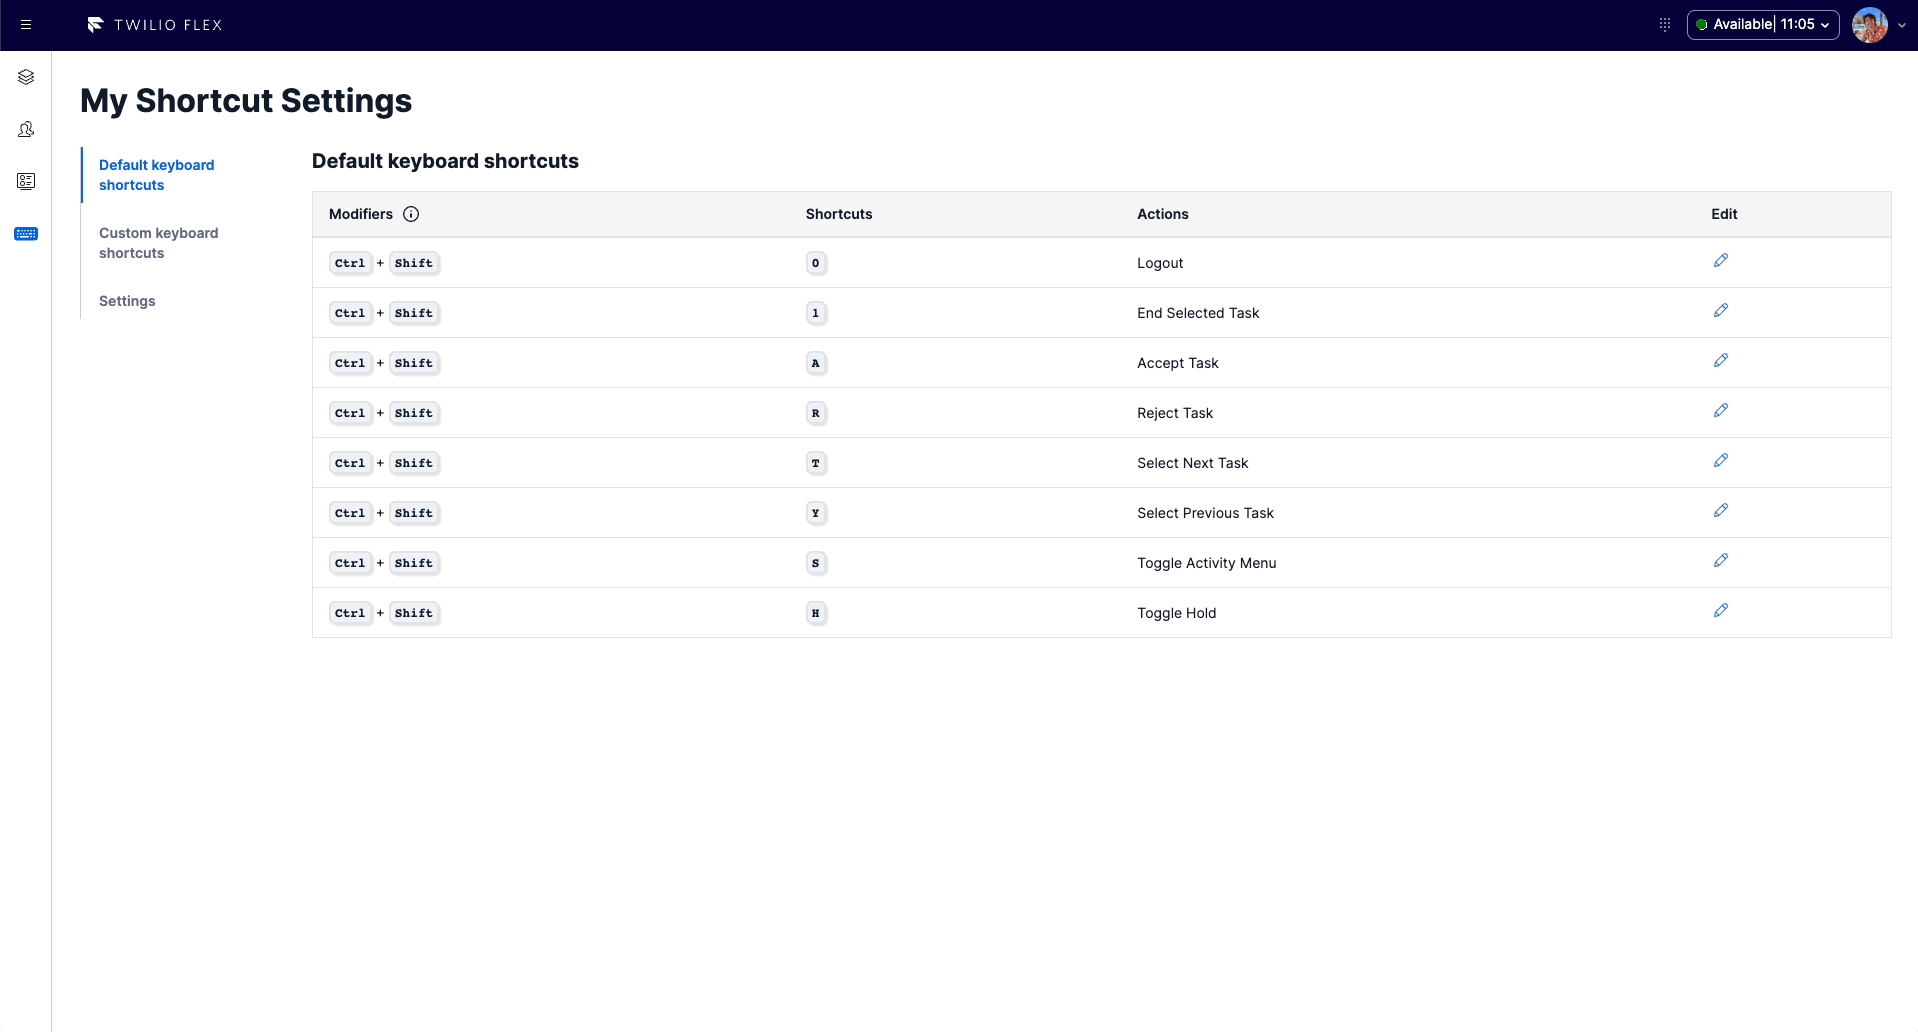 TWILIO FLEX
Available| 11:05
My Shortcut Settings
Default keyboard
shortcuts
Custom keyboard
shortcuts
Settings
Default keyboard shortcuts
Modifiers Shortcuts Actions Edit
Ctrl + Shift 0 Logout
Ctrl + Shift 1 End Selected Task
Ctrl + Shift A Accept Task
Ctrl + Shift R Reject Task
Ctrl + Shift T Select Next Task
Ctrl + Shift Y Select Previous Task
Ctrl + Shift S Toggle Activity Menu
Ctrl + Shift H Toggle Hold